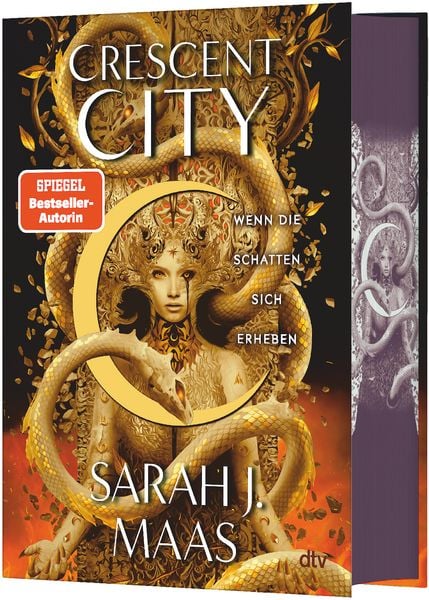 CRESCENT
CITY
SPIEGEL
Bestseller-
Autorin
WENN DIE
SCHATTEN
SICH
ERHEBEN
SARAH J.
MAAS
dtv